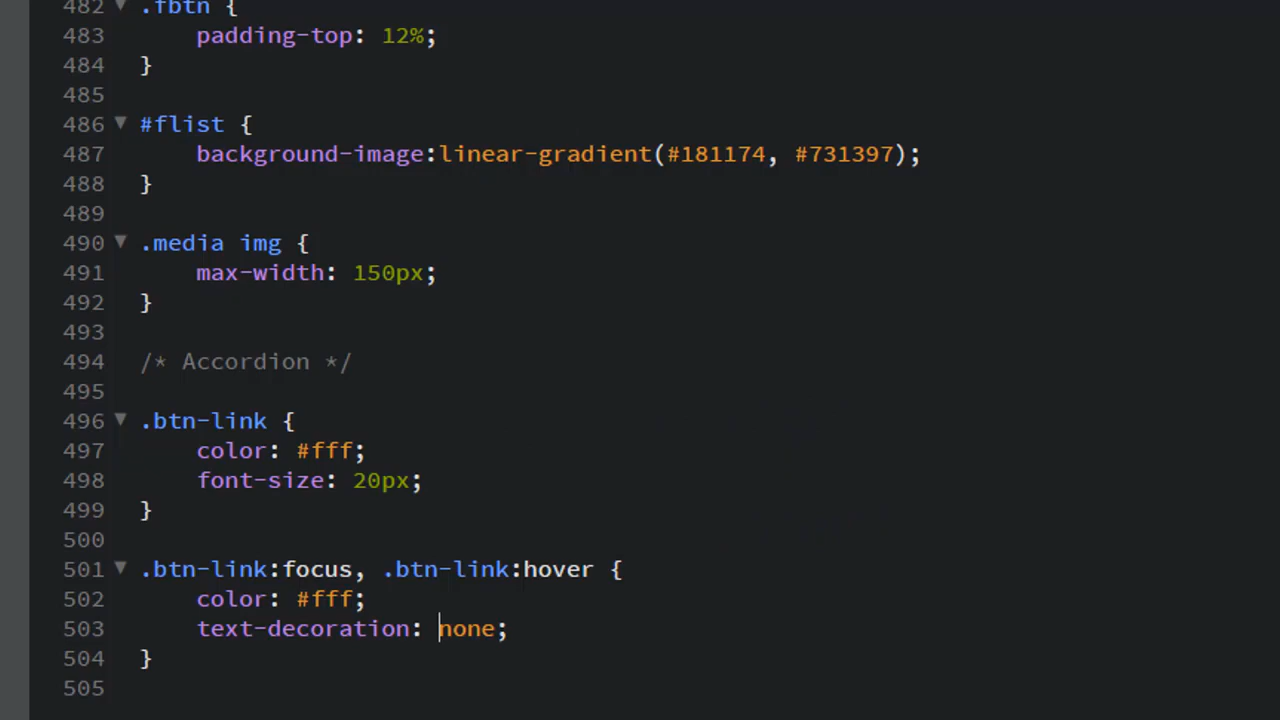 482 ▼ .fbtn {
483     padding-top: 12%;
484 }
485
486 ▼ #flist {
487     background-image:linear-gradient(#181174, #731397);
488 }
489
490 ▼ .media img {
491     max-width: 150px;
492 }
493
494 /* Accordion */
495
496 ▼ .btn-link {
497     color: #fff;
498     font-size: 20px;
499 }
500
501 ▼ .btn-link:focus, .btn-link:hover {
502     color: #fff;
503     text-decoration: none;
504 }
505